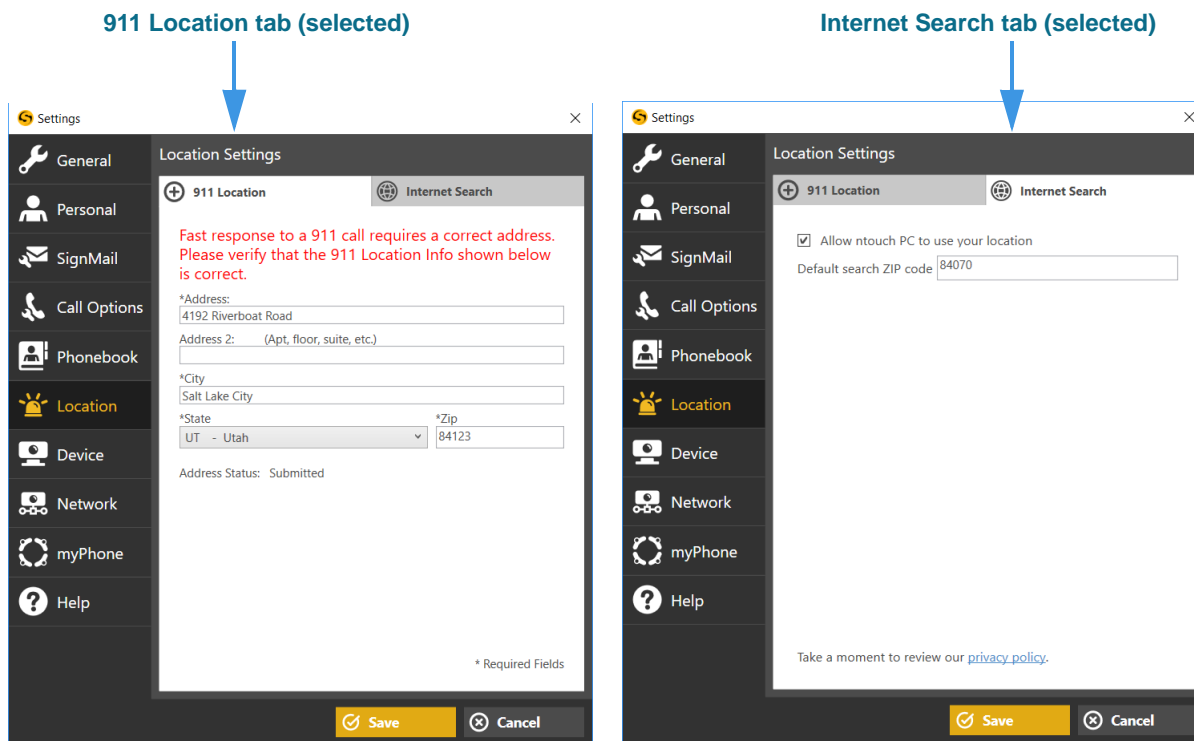 911 Location tab (selected)
Internet Search tab (selected)
Settings
General
Personal
SignMail
Call Options
Phonebook
Location
Device
Network
myPhone
Help
Location Settings
911 Location
Internet Search
Fast response to a 911 call requires a correct address.
Please verify that the 911 Location Info shown below
is correct.
*Address:
4192 Riverboat Road
Address 2: (Apt, floor, suite, etc.)
*City
Salt Lake City
*State *Zip
UT - Utah 84123
Address Status: Submitted
* Required Fields
Save
Cancel
Settings
General
Personal
SignMail
Call Options
Phonebook
Location
Device
Network
myPhone
Help
Location Settings
911 Location
Internet Search
Allow ntouch PC to use your location
Default search ZIP code 84070
Take a moment to review our privacy policy.
Save
Cancel